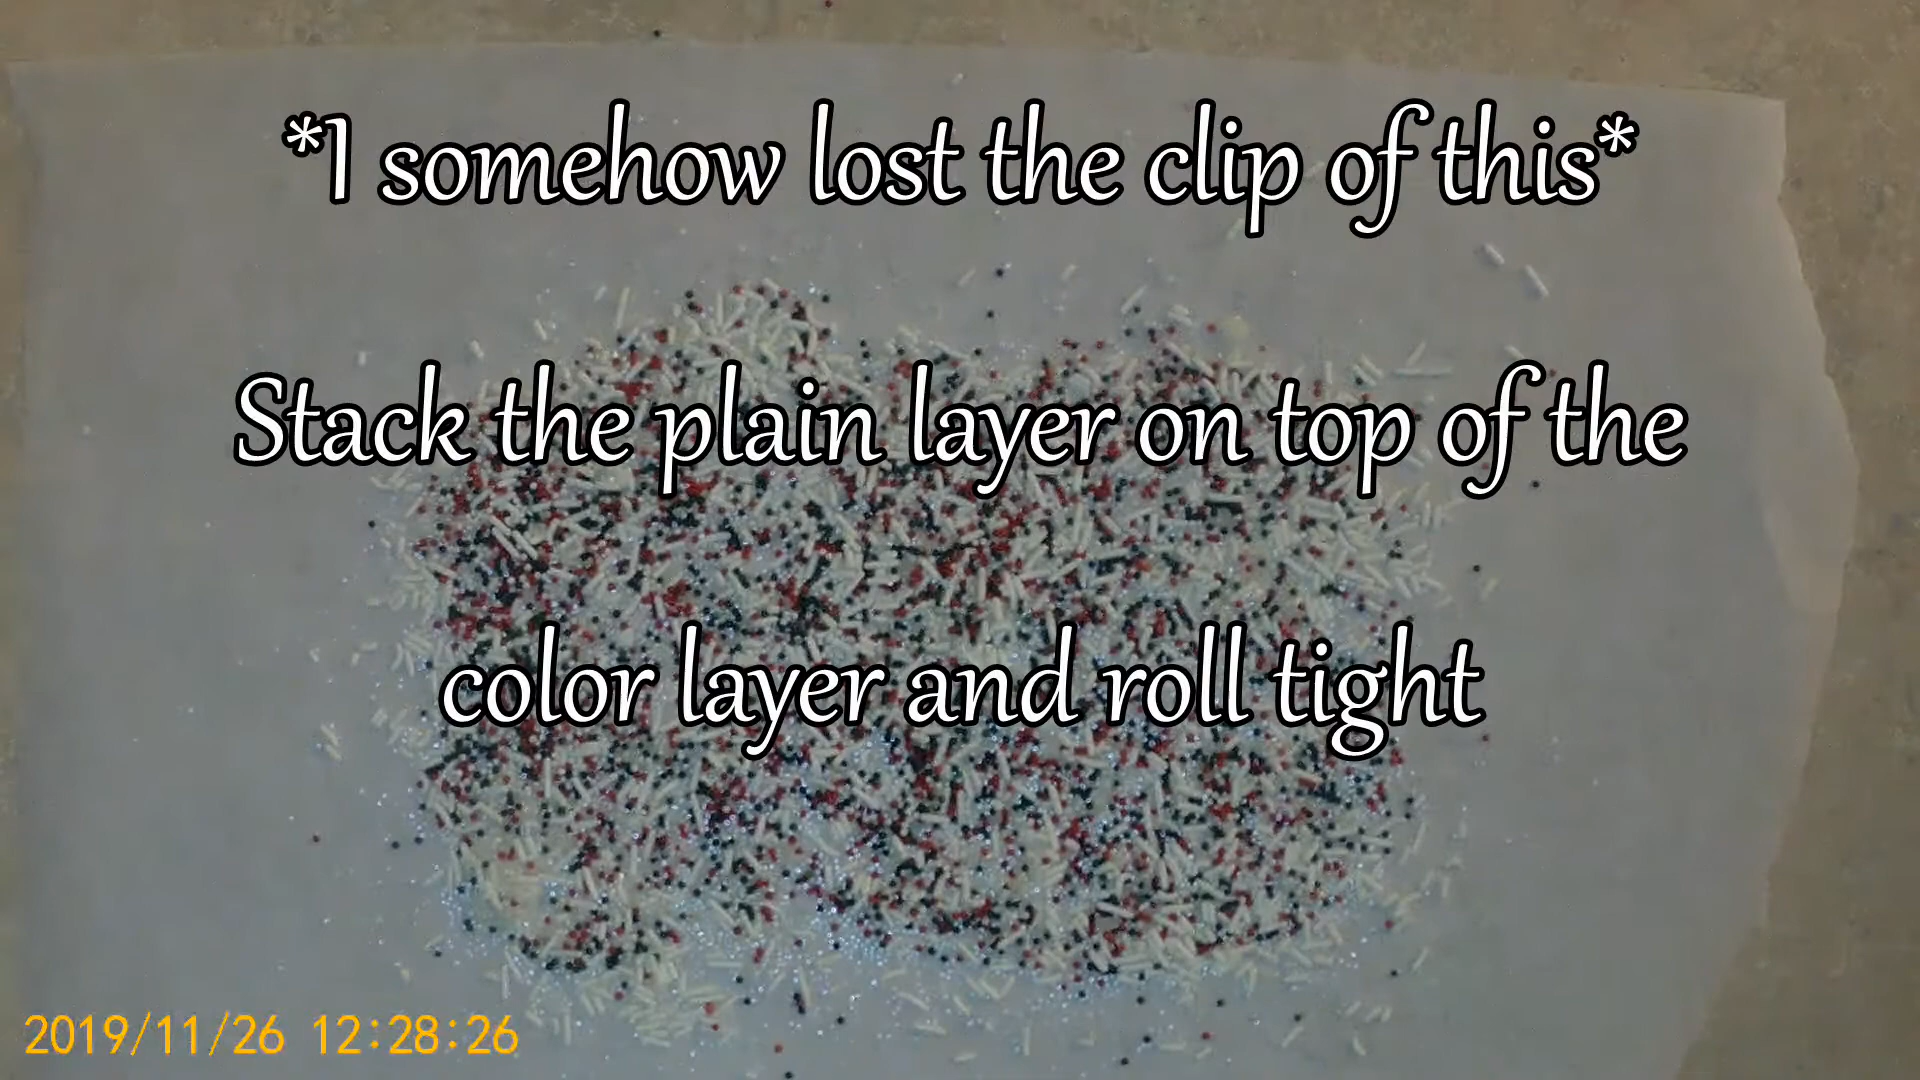 *I somehow lost the clip of this*
Stack the plain layer on top of the
color layer and roll tight
2019/11/26 12:28:26